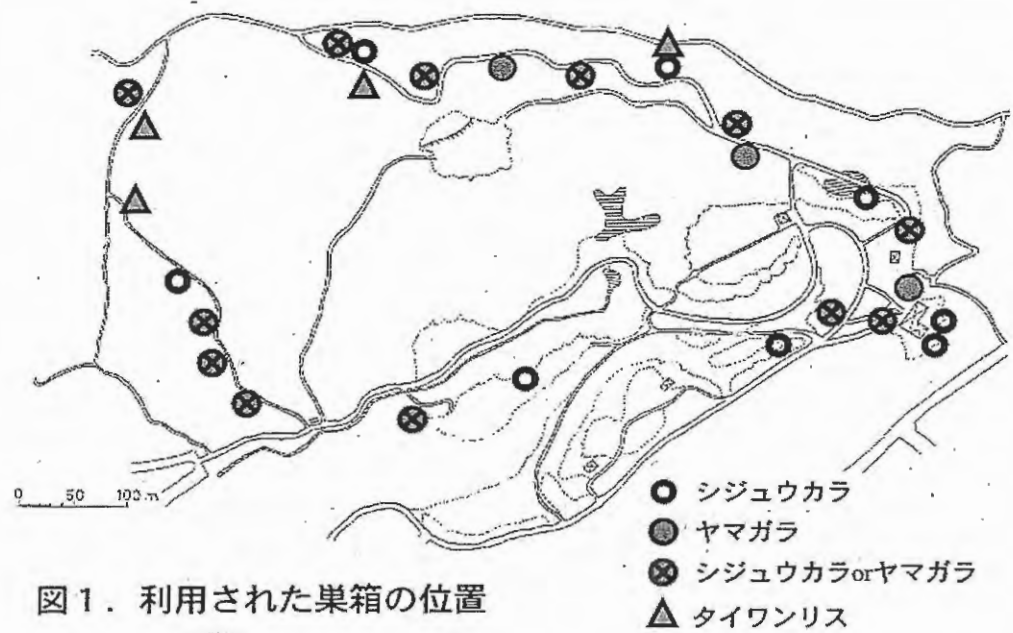 0 50 100 m
シジュウカラ
ヤマガラ
シジュウカラorヤマガラ
タイワンリス
図1. 利用された巣箱の位置